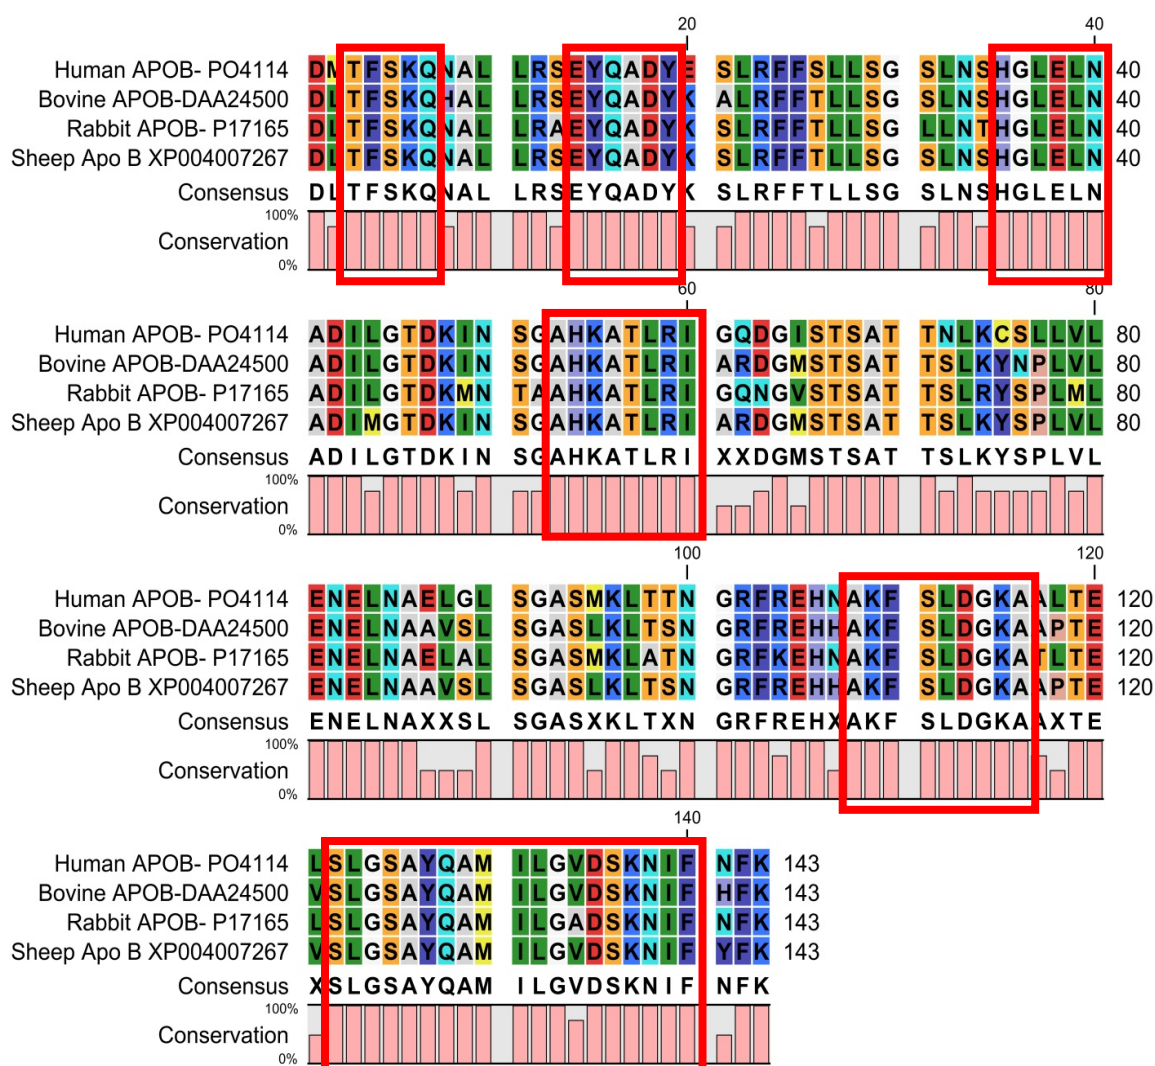 20 40
Human APOB- PO4114 DMTFSKQNAL LRSEYQADYE SLRFFSLLSG SLNSHGLELN 40
Bovine APOB-DAA24500 DLTFSKQHAL LRSEYQADYK ALRFFTLLSG SLNSHGLELN 40
Rabbit APOB- P17165 DLTFSKQNAL LRAEYQADYK SLRFFTLLSG LLNTHGLELN 40
Sheep Apo B XP004007267 DLTFSKQNAL LRSEYQADYK SLRFFTLLSG SLNSHGLELN 40
Consensus DLTFSKQNAL LRSEYQADYK SLRFFTLLSG SLNSHGLELN
100%
Conservation
0%
60 80
Human APOB- PO4114 ADILGTDKIN SGAHKATLRI GQDGISTSAT TNLKCSLLVL 80
Bovine APOB-DAA24500 ADILGTDKIN SGAHKATLRI ARDGMSTSAT TSLKYNPLVL 80
Rabbit APOB- P17165 ADILGTDKMN TAAHKATLRI GQNGVSTSAT TSLRYSPLML 80
Sheep Apo B XP004007267 ADIMGTDKIN SGAHKATLRI ARDGMSTSAT TSLKYSPLVL 80
Consensus ADILGTDKIN SGAHKATLRI XXDGMSTSAT TSLKYSPLVL
100%
Conservation
0%
100 120
Human APOB- PO4114 ENELNAELGL SGASMKLTTN GRFREHNAKF SLDGKAALTE 120
Bovine APOB-DAA24500 ENELNAAVSL SGASLKLTSN GRFREHHAKF SLDGKAAPTE 120
Rabbit APOB- P17165 ENELNAELAL SGASMKLATN GRFKEHNAKF SLDGKATLTE 120
Sheep Apo B XP004007267 ENELNAAVSL SGASLKLTSN GRFREHHAKF SLDGKAAPTE 120
Consensus ENELNAXXSL SGASXKLTXN GRFREHXAKF SLDGKAAXTE
100%
Conservation
0%
140
Human APOB- PO4114 LSLGSAYQAM ILGVDSKNIF NFK 143
Bovine APOB-DAA24500 VSLGSAYQAM ILGVDSKNIF HFK 143
Rabbit APOB- P17165 LSLGSAYQAM ILGADSKNIF NFK 143
Sheep Apo B XP004007267 VSLGSAYQAM ILGVDSKNIF YFK 143
Consensus XSLGSAYQAM ILGVDSKNIF NFK
100%
Conservation
0%